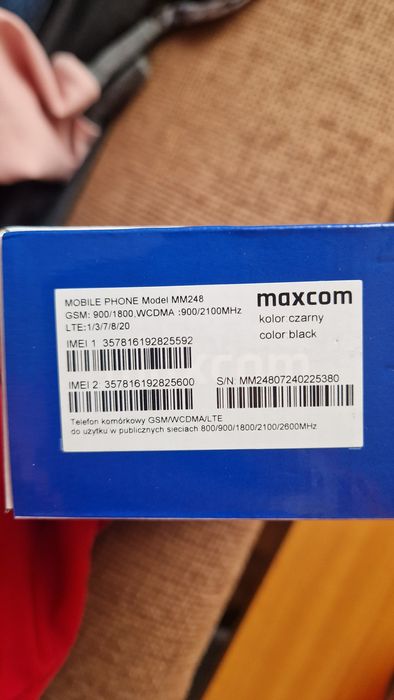 MOBILE PHONE Model MM248
maxcom
GSM: 900/1800,WCDMA :900/2100MHz
LTE:1/3/7/8/20
kolor czarny
color black
IMEI 1 357816192825592
IMEI 2 357816192825600
S/N: MM24807240225380
Telefon komórkowy GSM/WCDMA/LTE
do użytku w publicznych sieciach 800/900/1800/2100/2600MHz